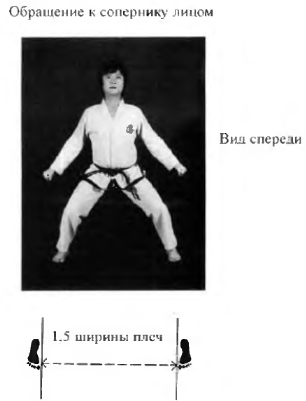 Обращение к сопернику лицом
Вид спереди
1.5 ширины плеч